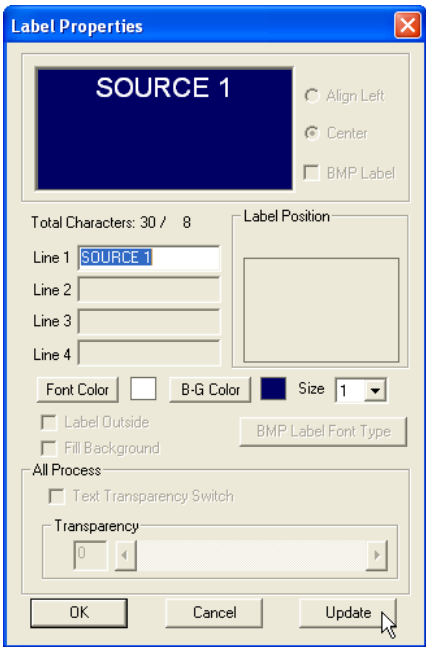 Label Properties
SOURCE 1
Align Left
Center
BMP Label
Total Characters: 30 / 8
Label Position
Line 1 SOURCE 1
Line 2
Line 3
Line 4
Font Color B-G Color Size 1
Label Outside
BMP Label Font Type
Fill Background
All Process
Text Transparency Switch
Transparency
0
OK Cancel Update